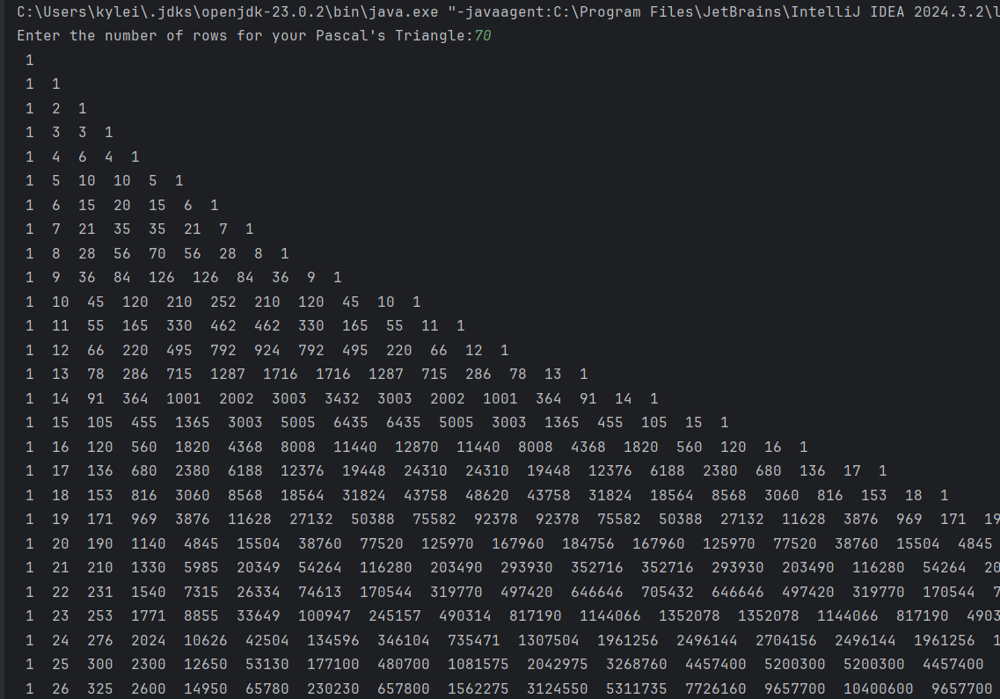 C:\Users\kylei\.jdks\openjdk-23.0.2\bin\java.exe "-javaagent:C:\Program Files\JetBrains\IntelliJ IDEA 2024.3.2\l
Enter the number of rows for your Pascal's Triangle:70
1
1 1
1 2 1
1 3 3 1
1 4 6 4 1
1 5 10 10 5 1
1 6 15 20 15 6 1
1 7 21 35 35 21 7 1
1 8 28 56 70 56 28 8 1
1 9 36 84 126 126 84 36 9 1
1 10 45 120 210 252 210 120 45 10 1
1 11 55 165 330 462 462 330 165 55 11 1
1 12 66 220 495 792 924 792 495 220 66 12 1
1 13 78 286 715 1287 1716 1716 1287 715 286 78 13 1
1 14 91 364 1001 2002 3003 3432 3003 2002 1001 364 91 14 1
1 15 105 455 1365 3003 5005 6435 6435 5005 3003 1365 455 105 15 1
1 16 120 560 1820 4368 8008 11440 12870 11440 8008 4368 1820 560 120 16 1
1 17 136 680 2380 6188 12376 19448 24310 24310 19448 12376 6188 2380 680 136 17 1
1 18 153 816 3060 8568 18564 31824 43758 48620 43758 31824 18564 8568 3060 816 153 18 1
1 19 171 969 3876 11628 27132 50388 75582 92378 92378 75582 50388 27132 11628 3876 969 171 19
1 20 190 1140 4845 15504 38760 77520 125970 167960 184756 167960 125970 77520 38760 15504 4845
1 21 210 1330 5985 20349 54264 116280 203490 293930 352716 352716 293930 203490 116280 54264 20
1 22 231 1540 7315 26334 74613 170544 319770 497420 646646 705432 646646 497420 319770 170544 7
1 23 253 1771 8855 33649 100947 245157 490314 817190 1144066 1352078 1352078 1144066 817190 4903
1 24 276 2024 10626 42504 134596 346104 735471 1307504 1961256 2496144 2704156 2496144 1961256 1
1 25 300 2300 12650 53130 177100 480700 1081575 2042975 3268760 4457400 5200300 5200300 4457400
1 26 325 2600 14950 65780 230230 657800 1562275 3124550 5311735 7726160 9657700 10400600 9657700